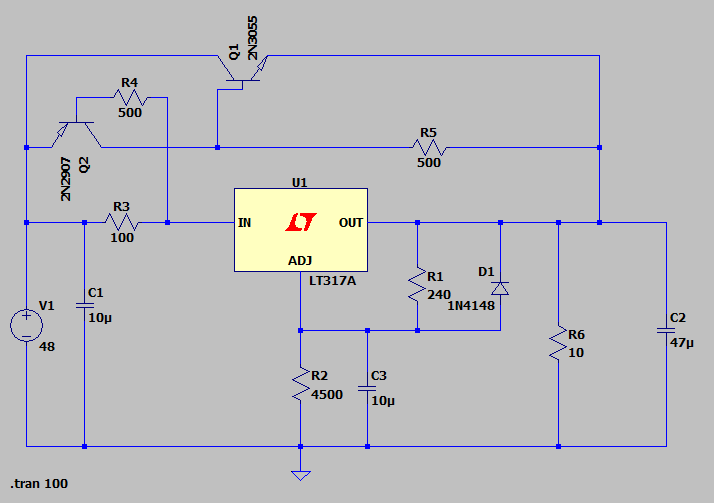 Q1
2N3055
R4
500
2N2907
Q2
R5
500
U1
R3
100
IN
OUT
ADJ
LT317A
C1
10µ
R1
240
D1
1N4148
V1
48
C2
47µ
R6
10
R2
4500
C3
10µ
.tran 100